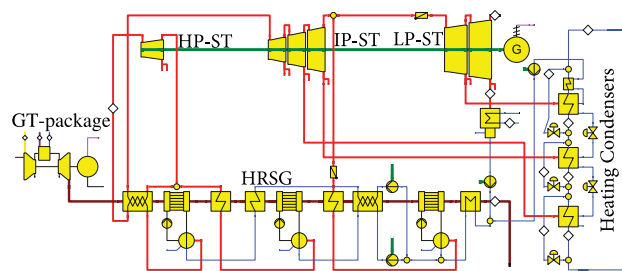 HP-ST
IP-ST
LP-ST
G
GT-package
HRSG
Heating Condensers